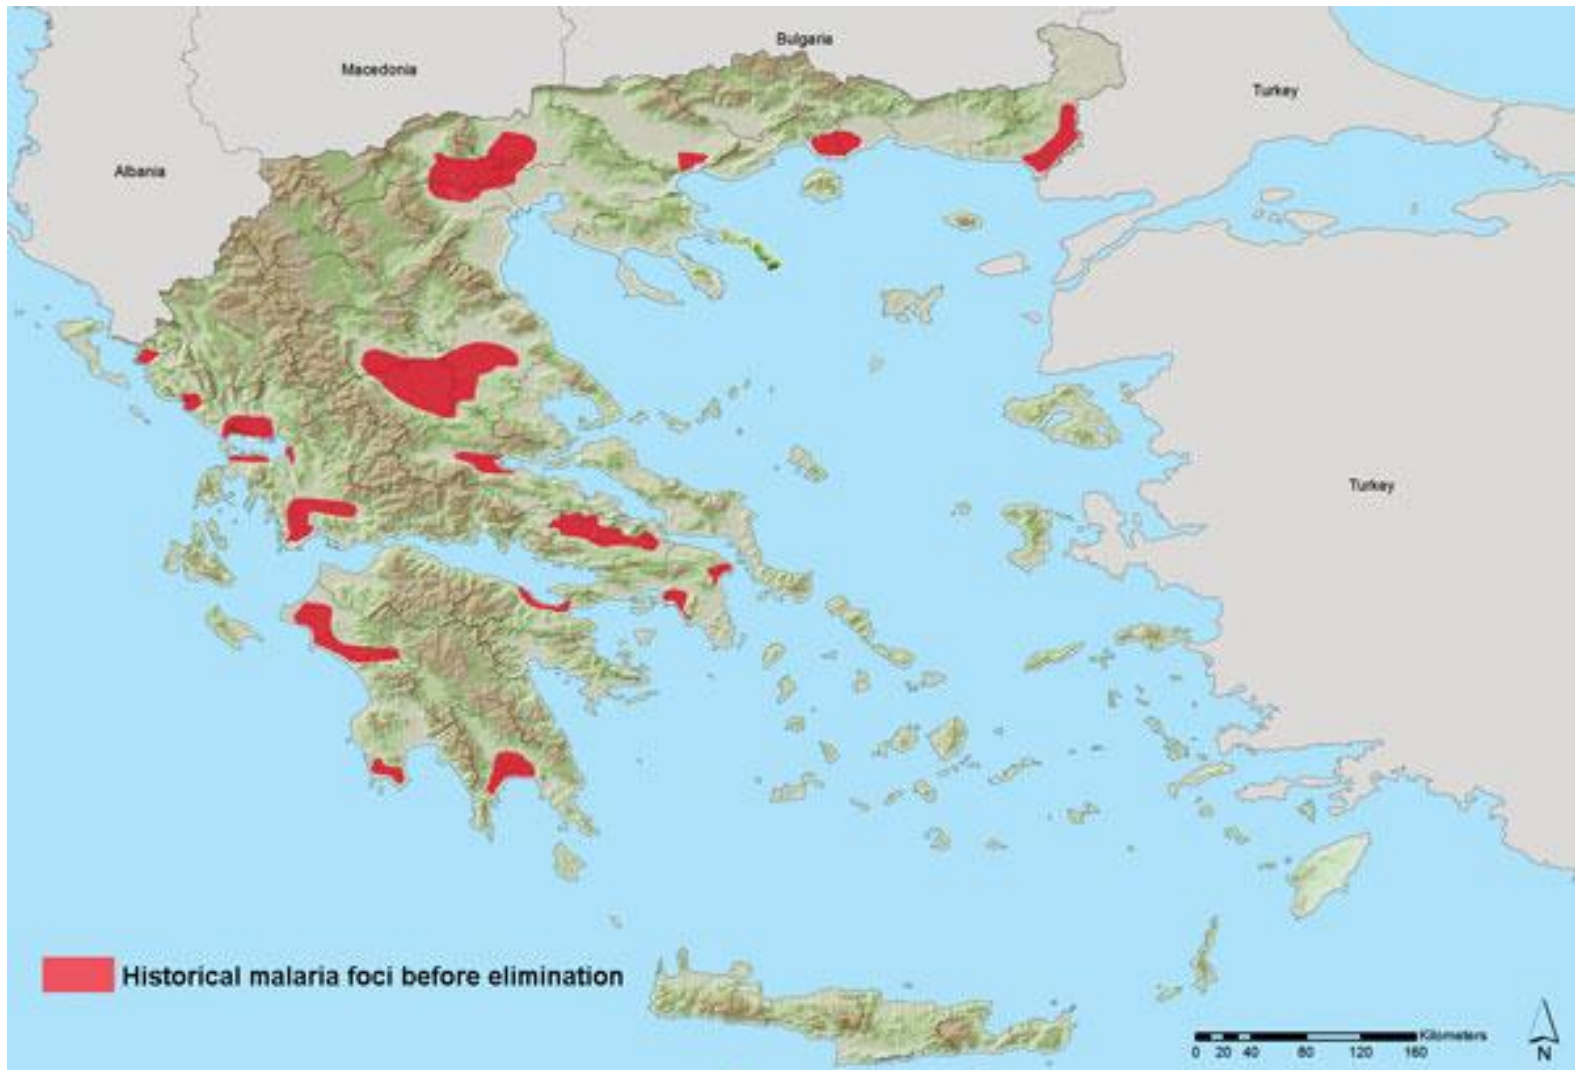 Bulgaria
Macedonia
Turkey
Albania
Turkey
Historical malaria foci before elimination
Kilometers
0 20 40 80 120 160
N